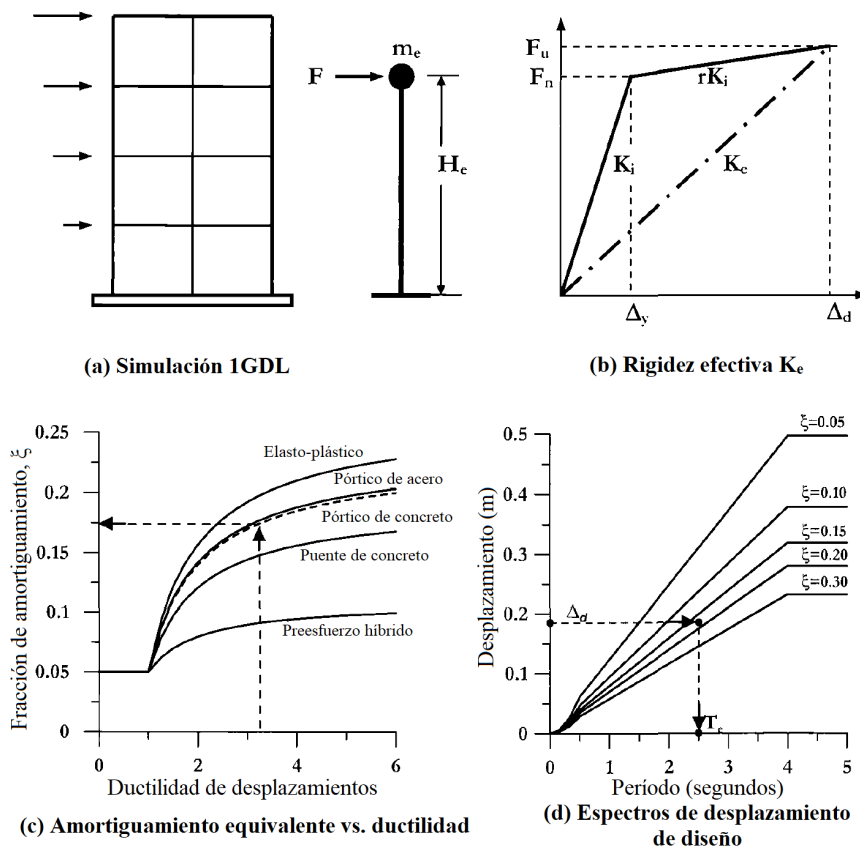 F
mₑ
Hₑ
(a) Simulación 1GDL
Fᵤ
Fₙ
rKᵢ
Kᵢ
Kₑ
Δy
Δd
(b) Rigidez efectiva Kₑ
Fracción de amortiguamiento, ξ
0.25
0.2
0.15
0.1
0.05
0
Elasto-plástico
Pórtico de acero
Pórtico de concreto
Puente de concreto
Preesfuerzo híbrido
0 2 4 6
Ductilidad de desplazamientos
(c) Amortiguamiento equivalente vs. ductilidad
Desplazamiento (m)
0.5
0.4
0.3
0.2
0.1
0
ξ=0.05
ξ=0.10
ξ=0.15
ξ=0.20
ξ=0.30
Δd
Tₑ
0 1 2 3 4 5
Período (segundos)
(d) Espectros de desplazamiento
de diseño